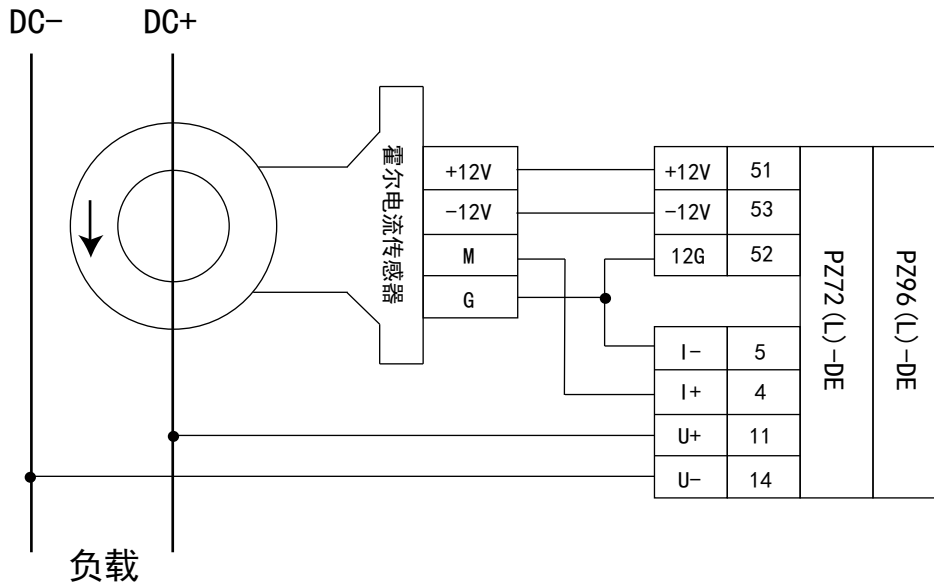 DC-
DC+
霍尔电流传感器
+12V
-12V
M
G
+12V 51
-12V 53
12G 52
I- 5
I+ 4
U+ 11
U- 14
PZ72(L)-DE
PZ96(L)-DE
负载